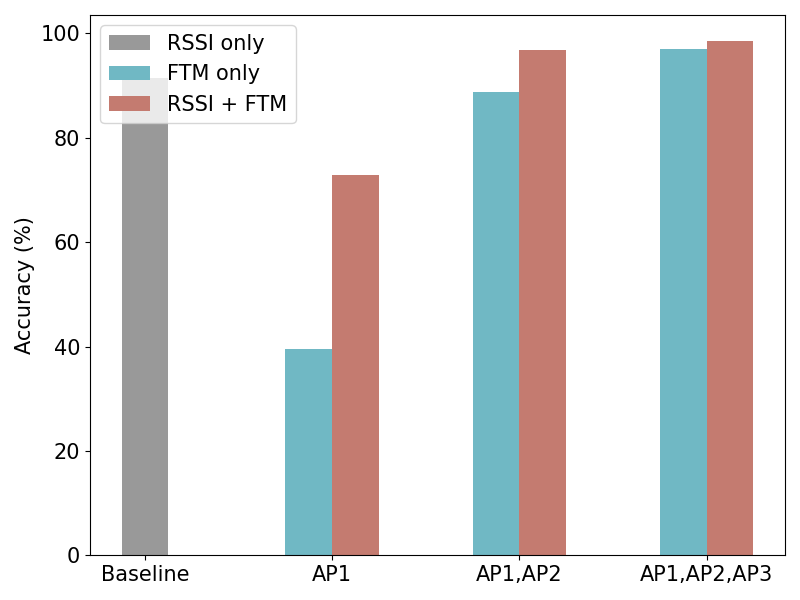 RSSI only
FTM only
RSSI + FTM
Accuracy (%)
100
80
60
40
20
0
Baseline
AP1
AP1,AP2
AP1,AP2,AP3